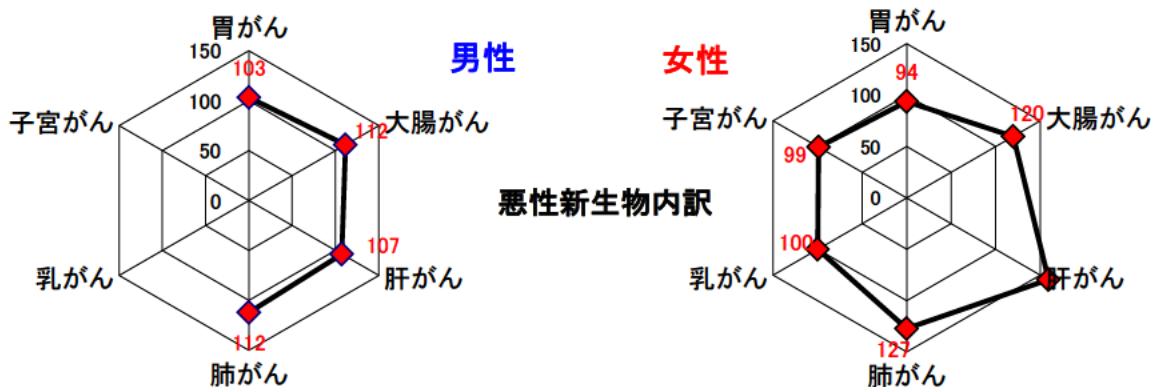 胃がん
150
103
100
50
0
大腸がん
112
107
肝がん
112
肺がん
乳がん
子宮がん
男性
悪性新生物内訳
女性
胃がん
150
94
100
50
0
大腸がん
120
肝がん
127
肺がん
100
乳がん
子宮がん
99